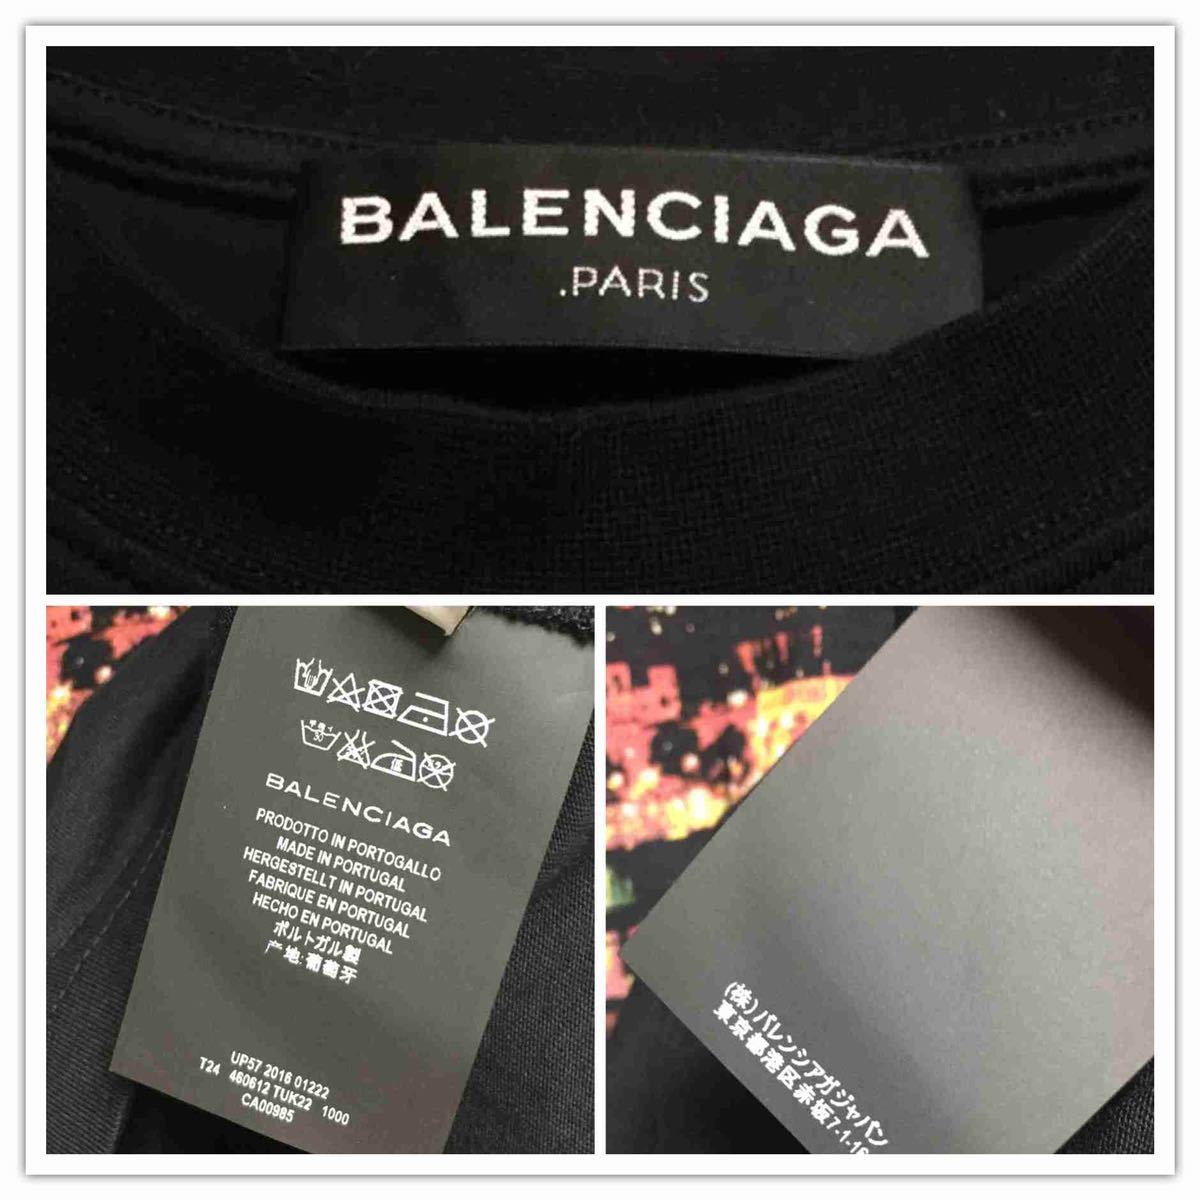 BALENCIAGA
.PARIS
BALENCIAGA
PRODOTTO IN PORTOGALLO
MADE IN PORTUGAL
HERGESTELLT IN PORTUGAL
FABRIQUE EN PORTUGAL
HECHO EN PORTUGAL
ポルトガル製
产地:葡萄牙
UP57 2016 01222
T24 460612 TUK22 1000
CA00985
(株)バレンシアガジャパン
東京都港区赤坂7-1-16